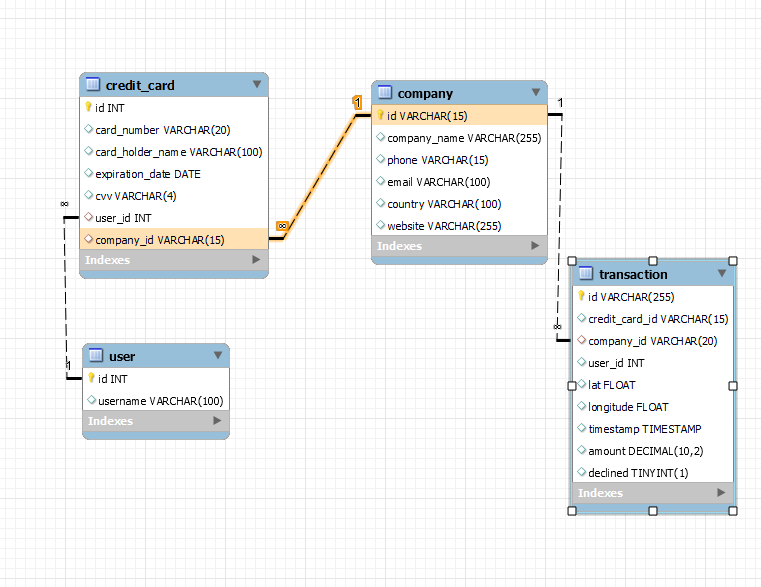 credit_card
id INT
card_number VARCHAR(20)
card_holder_name VARCHAR(100)
expiration_date DATE
cvv VARCHAR(4)
user_id INT
company_id VARCHAR(15)
Indexes
∞
1
∞
1
company
id VARCHAR(15)
company_name VARCHAR(255)
phone VARCHAR(15)
email VARCHAR(100)
country VARCHAR(100)
website VARCHAR(255)
Indexes
1
∞
user
id INT
username VARCHAR(100)
Indexes
transaction
id VARCHAR(255)
credit_card_id VARCHAR(15)
company_id VARCHAR(20)
user_id INT
lat FLOAT
longitude FLOAT
timestamp TIMESTAMP
amount DECIMAL(10,2)
declined TINYINT(1)
Indexes